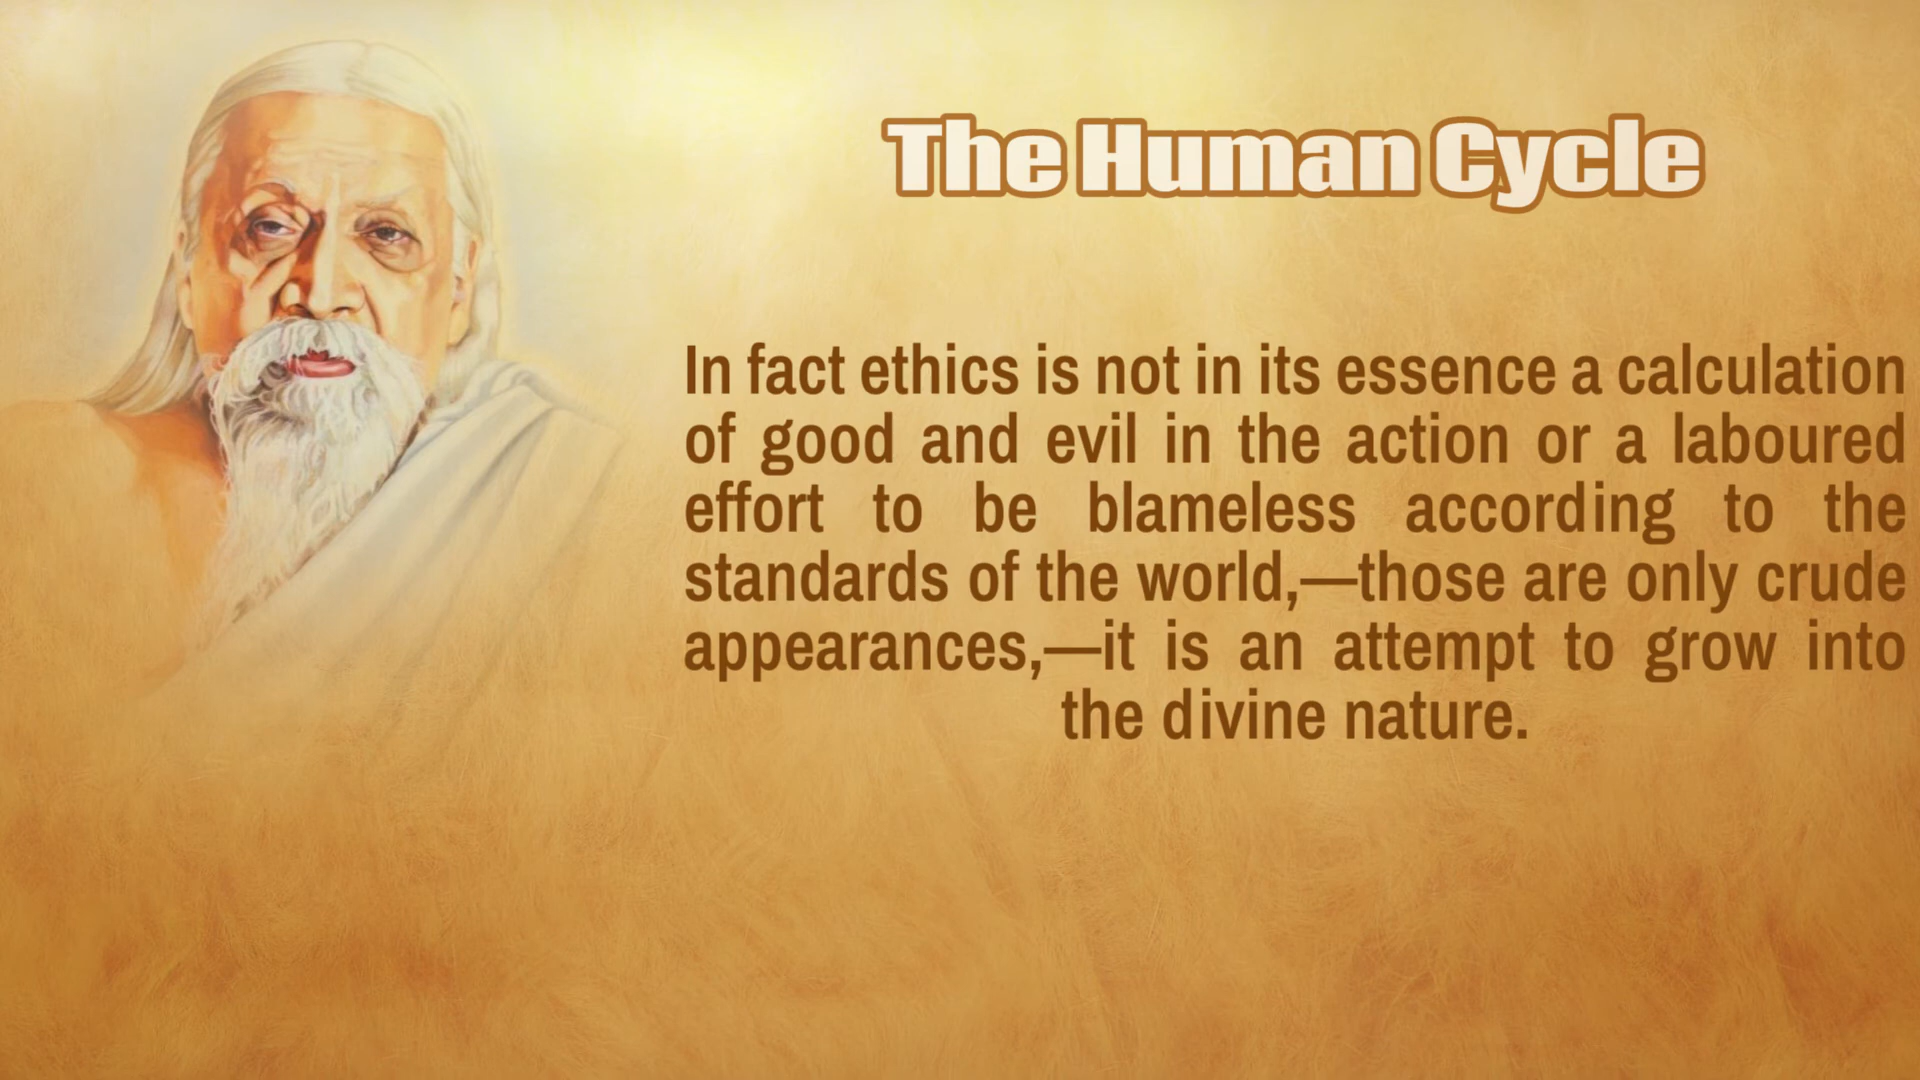 The Human Cycle
In fact ethics is not in its essence a calculation
of good and evil in the action or a laboured
effort to be blameless according to the
standards of the world,—those are only crude
appearances,—it is an attempt to grow into
the divine nature.